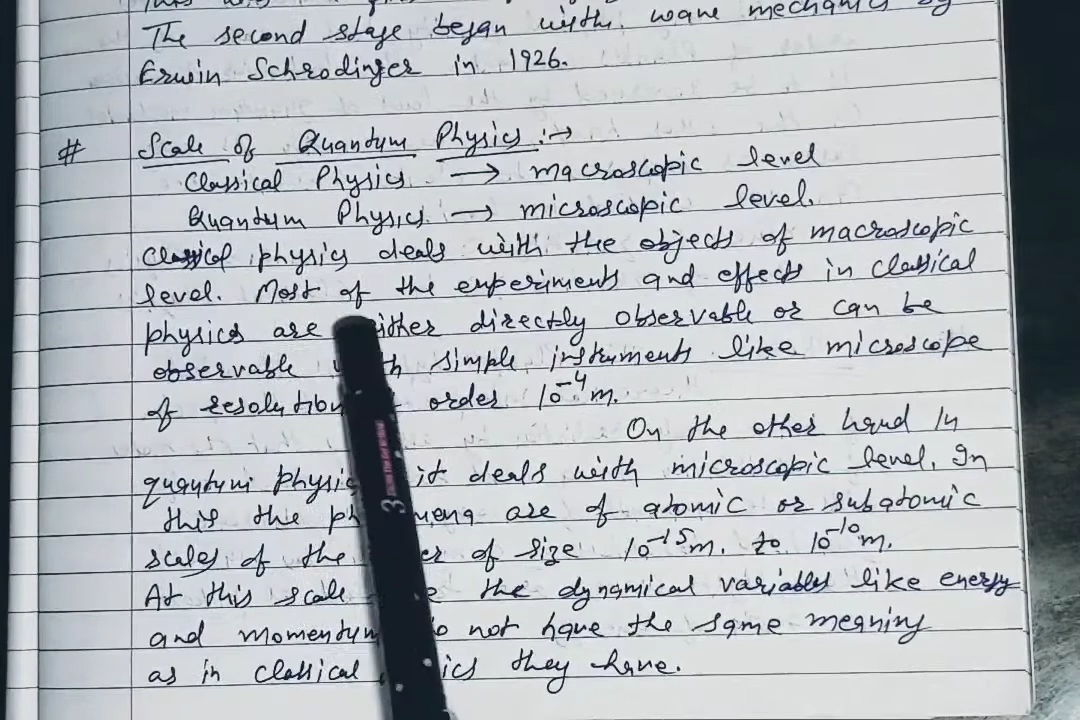 The second stage began with wave mechanics by
Erwin Schrodinger in 1926.
# Scale of Quantum Physics :→
Classical Physics → macroscopic level
Quantum Physics → microscopic level.
Classical physics deals with the objects of macroscopic
level. Most of the experiments and effects in classical
physics are either directly observable or can be
observable with simple instruments like microscope
of resolution order 10⁻⁴m.
On the other hand In
quantum physics it deals with microscopic level. In
this the phenomena are of atomic or subatomic
scales of the order of size 10⁻¹⁵m. to 10⁻¹⁰m.
At this scale the dynamical variables like energy
and momentum do not have the same meaning
as in classical physics they have.